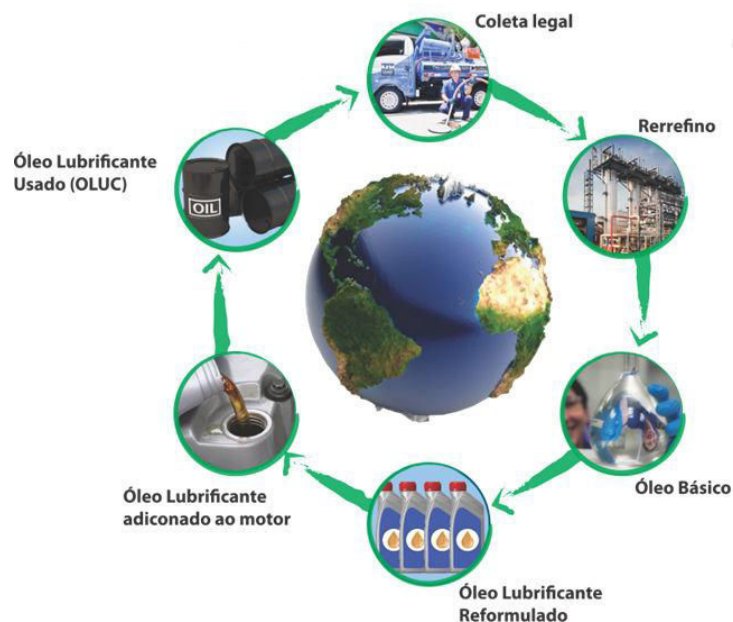 Coleta legal
Rerrefino
Óleo Lubrificante
Usado (OLUC)
OIL
Óleo Básico
Óleo Lubrificante
adiconado ao motor
Óleo Lubrificante
Reformulado